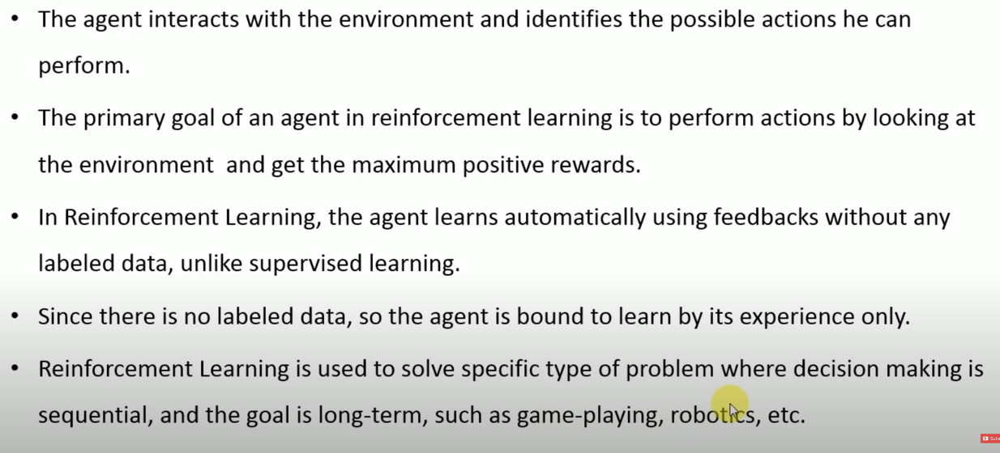 • The agent interacts with the environment and identifies the possible actions he can
perform.
• The primary goal of an agent in reinforcement learning is to perform actions by looking at
the environment  and get the maximum positive rewards.
• In Reinforcement Learning, the agent learns automatically using feedbacks without any
labeled data, unlike supervised learning.
• Since there is no labeled data, so the agent is bound to learn by its experience only.
• Reinforcement Learning is used to solve specific type of problem where decision making is
sequential, and the goal is long-term, such as game-playing, robotics, etc.